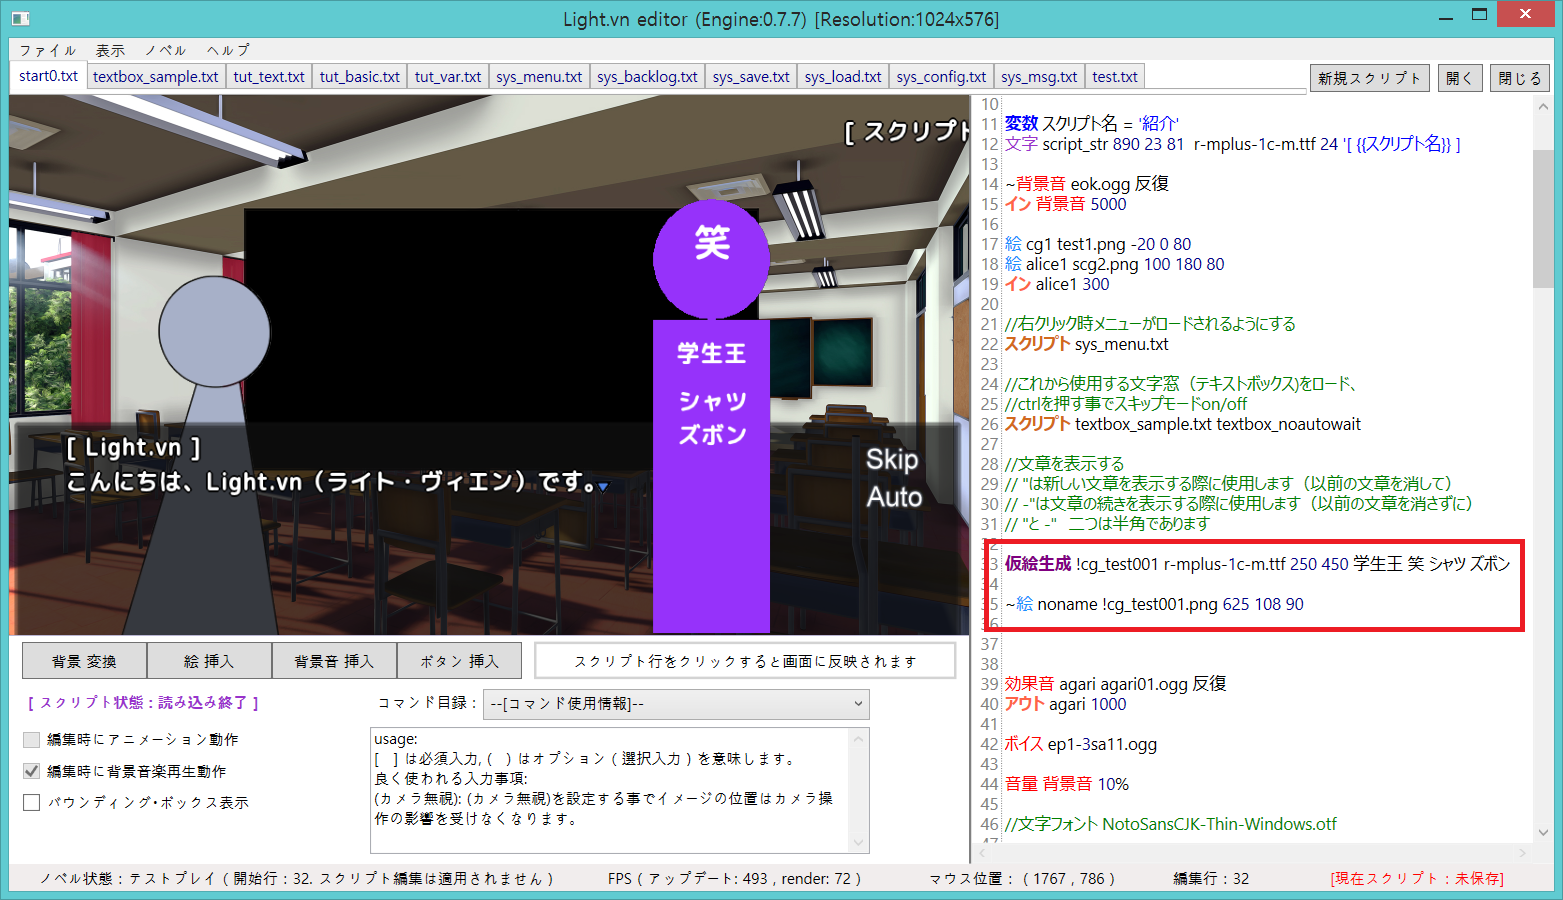 Light.vn editor (Engine:0.7.7) [Resolution:1024x576]
ファイル 表示 ノベル ヘルプ
start0.txt textbox_sample.txt tut_text.txt tut_basic.txt tut_var.txt sys_menu.txt sys_backlog.txt sys_save.txt sys_load.txt sys_config.txt sys_msg.txt test.txt
新規スクリプト 開く 閉じる
[ スクリプト
笑
学生王
シャツ
ズボン
[ Light.vn ]
こんにちは、Light.vn（ライト・ヴィエン）です。
Skip
Auto
10
11 変数 スクリプト名 = '紹介'
12 文字 script_str 890 23 81 r-mplus-1c-m.ttf 24 '[ {{スクリプト名}} ]
13
14 ~背景音 eok.ogg 反復
15 イン 背景音 5000
16
17 絵 cg1 test1.png -20 0 80
18 絵 alice1 scg2.png 100 180 80
19 イン alice1 300
20
21 //右クリック時メニューがロードされるようにする
22 スクリプト sys_menu.txt
23
24 //これから使用する文字窓（テキストボックス)をロード、
25 //ctrlを押す事でスキップモードon/off
26 スクリプト textbox_sample.txt textbox_noautowait
27
28 //文章を表示する
29 // "は新しい文章を表示する際に使用します（以前の文章を消して）
30 // -"は文章の続きを表示する際に使用します（以前の文章を消さずに）
31 // "と -" 二つは半角であります
32
33 仮絵生成 !cg_test001 r-mplus-1c-m.ttf 250 450 学生王 笑 シャツ ズボン
34
35 ~絵 noname !cg_test001.png 625 108 90
36
37
38
39 効果音 agari agari01.ogg 反復
40 アウト agari 1000
41
42 ボイス ep1-3sa11.ogg
43
44 音量 背景音 10%
45
46 //文字フォント NotoSansCJK-Thin-Windows.otf
47
背景 変換 絵 挿入 背景音 挿入 ボタン 挿入 スクリプト行をクリックすると画面に反映されます
[ スクリプト状態 : 読み込み終了 ]
コマンド目録 : --[コマンド使用情報]--
編集時にアニメーション動作
編集時に背景音楽再生動作
バウンディング・ボックス表示
usage:
[ ] は必須入力, ( ) はオプション ( 選択入力 ) を意味します。
良く使われる入力事項:
(カメラ無視): (カメラ無視)を設定する事でイメージの位置はカメラ操
作の影響を受けなくなります。
ノベル状態 : テストプレイ ( 開始行 : 32. スクリプト編集は適用されません ) FPS ( アップデート: 493 , render: 72 ) マウス位置 : ( 1767 , 786 ) 編集行 : 32 [現在スクリプト : 未保存]